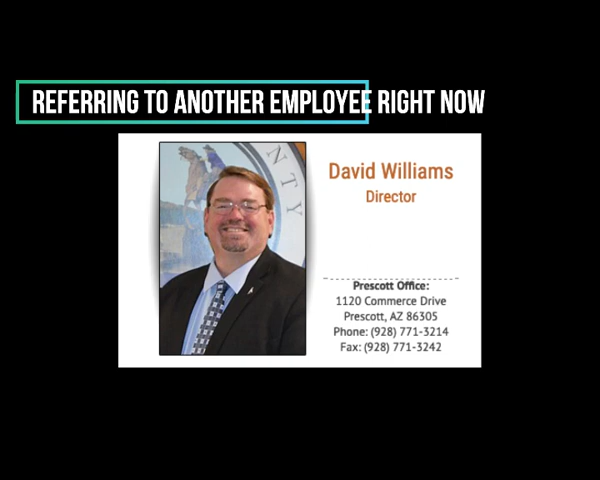 REFERRING TO ANOTHER EMPLOYEE RIGHT NOW
NTY
David Williams
Director
Prescott Office:
1120 Commerce Drive
Prescott, AZ 86305
Phone: (928) 771-3214
Fax: (928) 771-3242